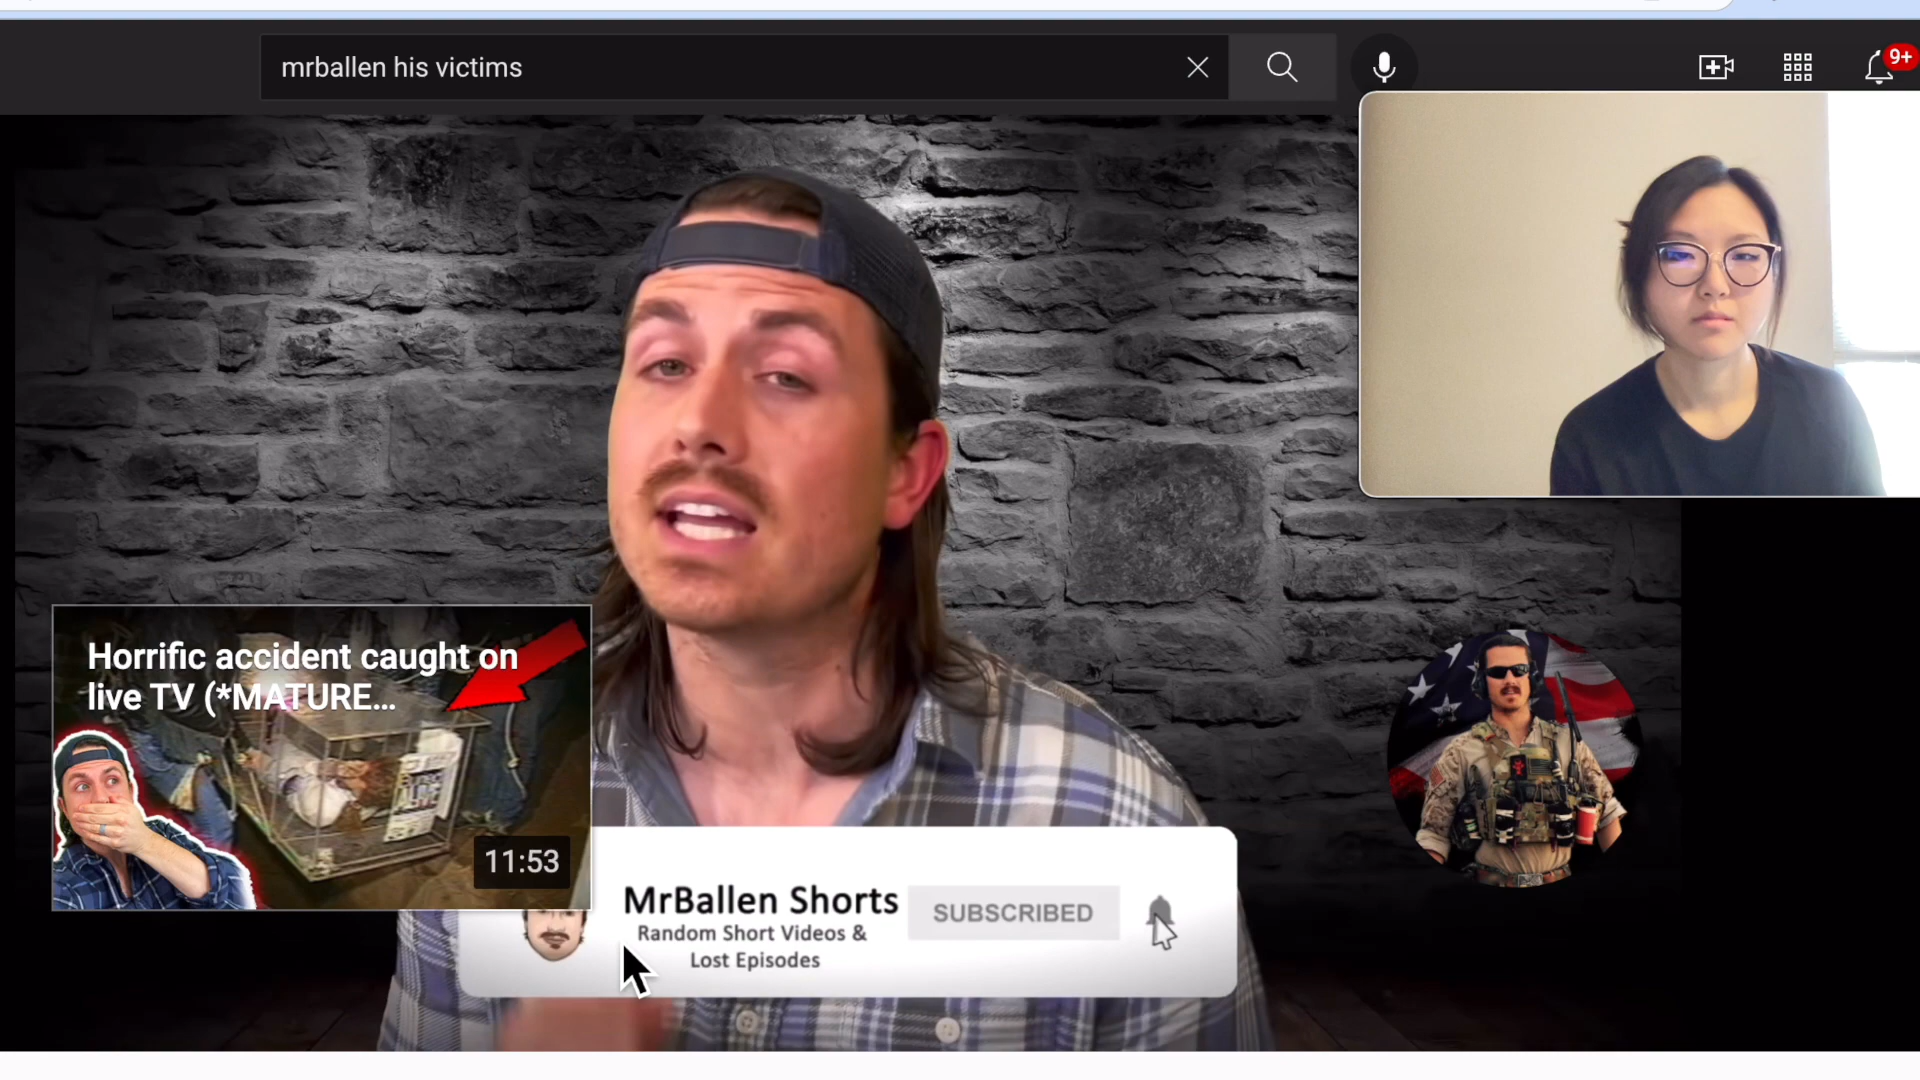 mrballen his victims
9+
Horrific accident caught on
live TV (*MATURE...
11:53
MrBallen Shorts
Random Short Videos &
Lost Episodes
SUBSCRIBED